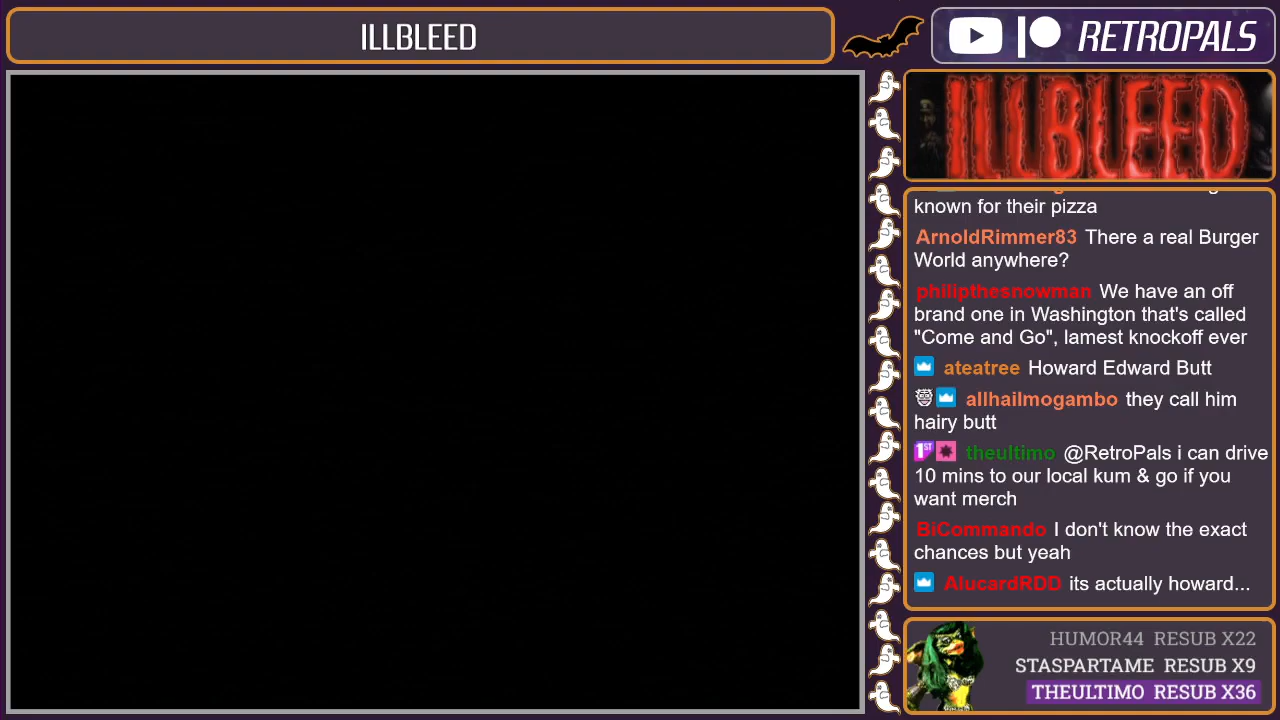 ILLBLEED
RETROPALS
ILLBLEED
known for their pizza
ArnoldRimmer83 There a real Burger
World anywhere?
philipthesnowman We have an off
brand one in Washington that's called
"Come and Go", lamest knockoff ever
ateatree Howard Edward Butt
allhailmogambo they call him
hairy butt
1ST theultimo @RetroPals i can drive
10 mins to our local kum & go if you
want merch
BiCommando I don't know the exact
chances but yeah
AlucardRDD its actually howard...
HUMOR44 RESUB X22
STASPARTAME RESUB X9
THEULTIMO RESUB X36